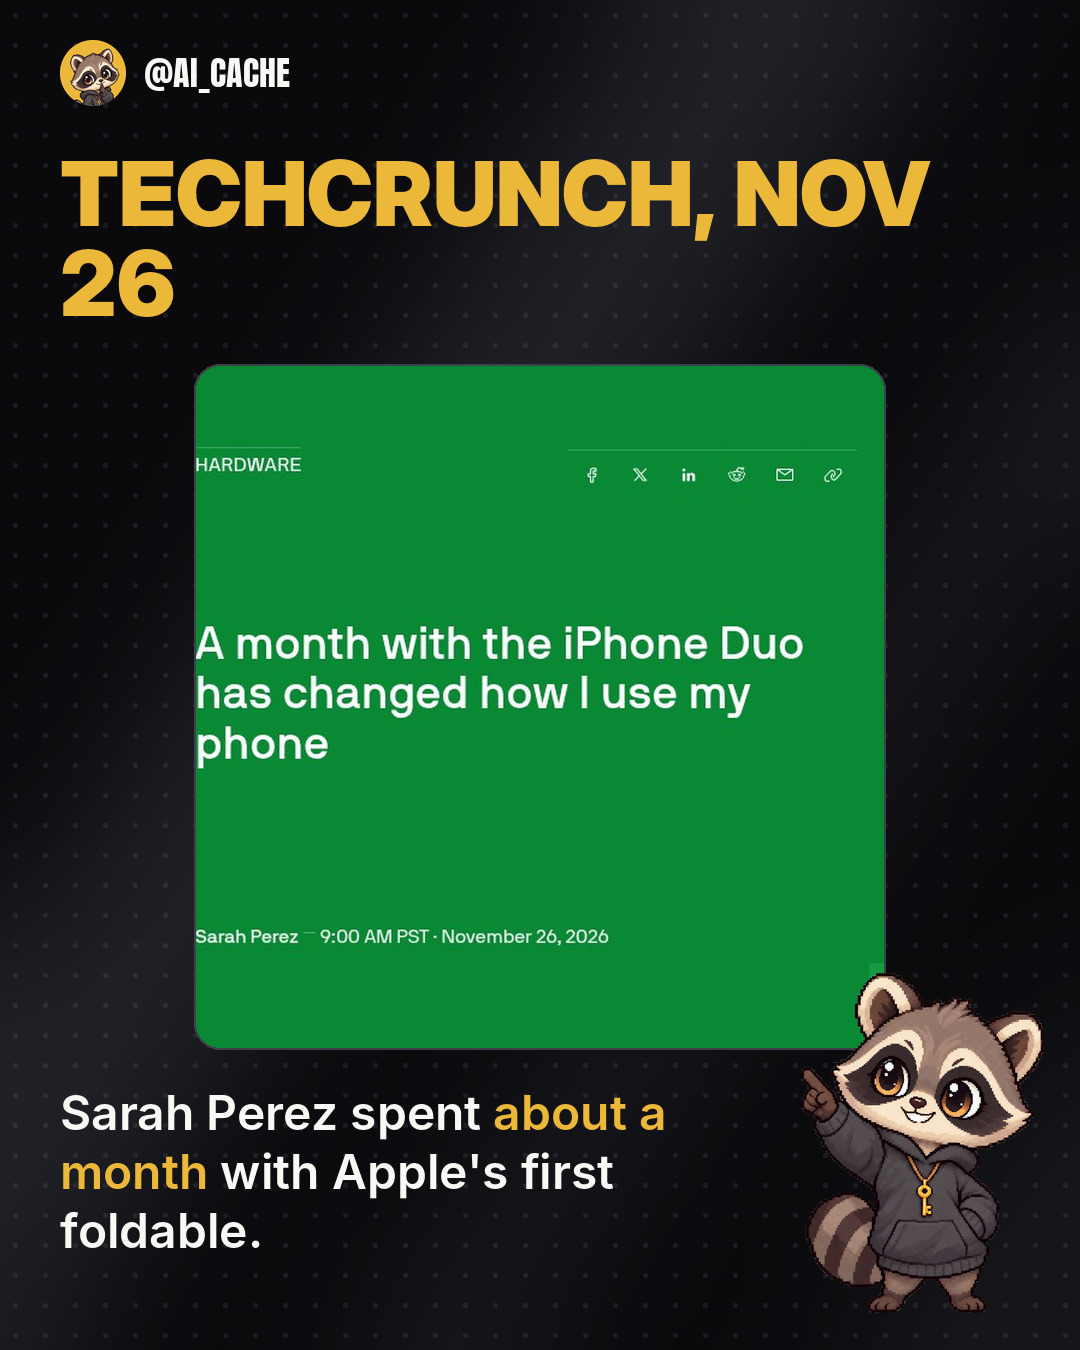 @AI_CACHE
TECHCRUNCH, NOV
26
HARDWARE
A month with the iPhone Duo
has changed how I use my
phone
Sarah Perez — 9:00 AM PST · November 26, 2026
Sarah Perez spent about a
month with Apple's first
foldable.